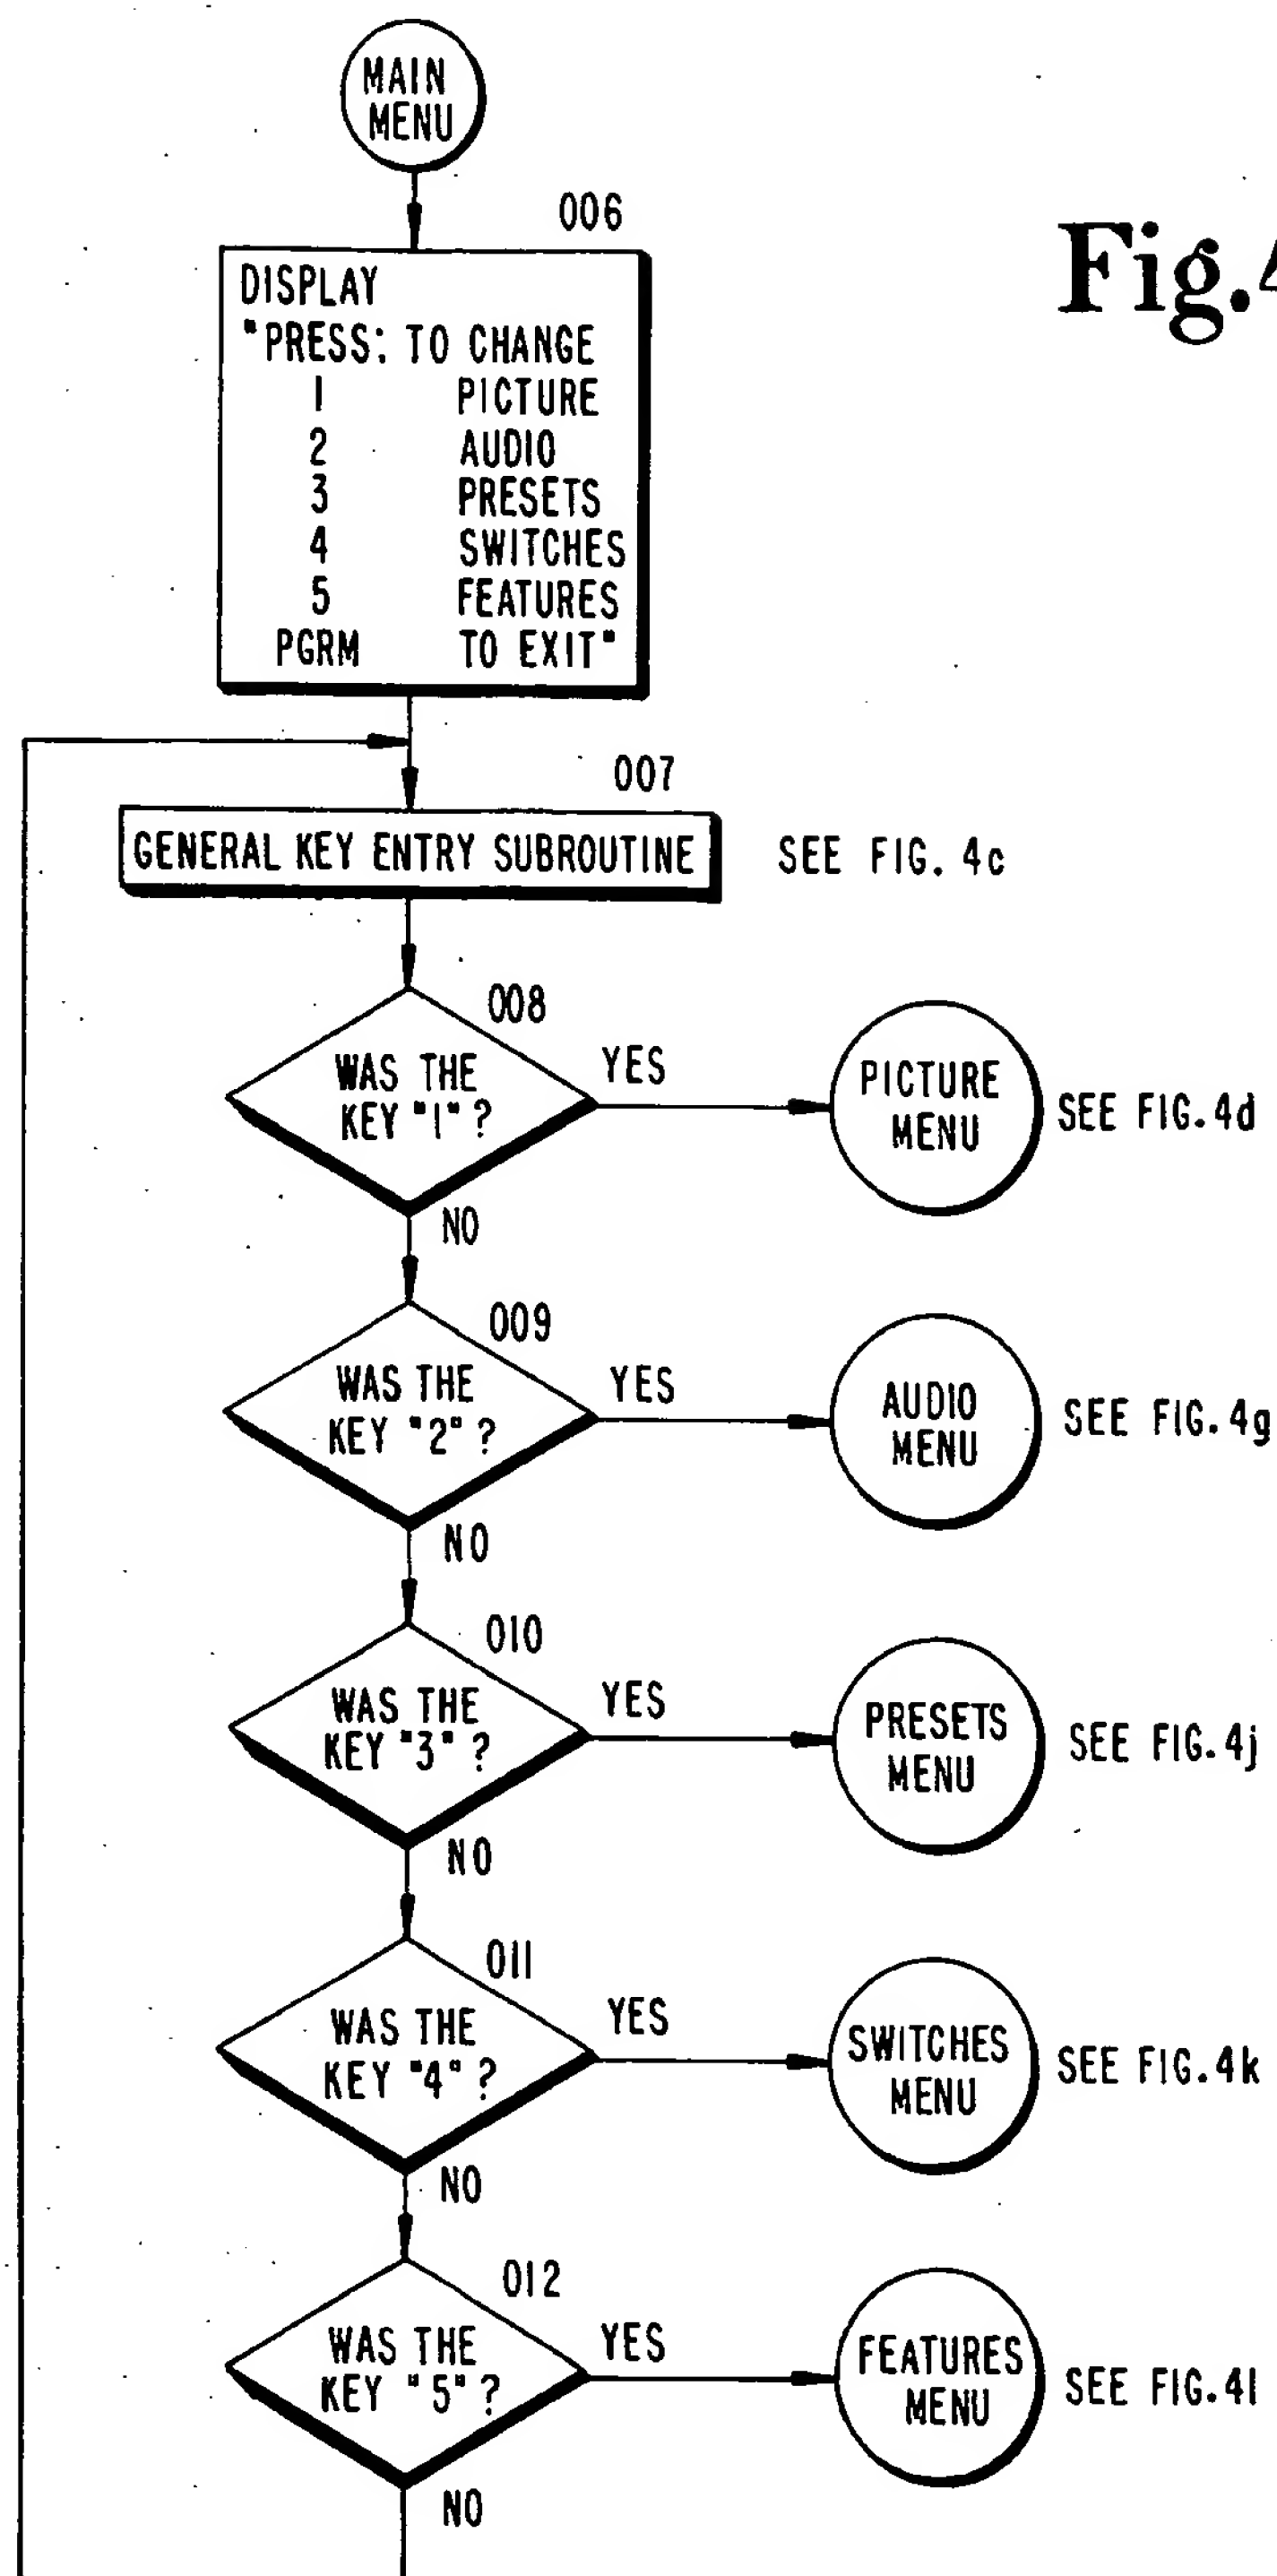 MAIN
MENU
006
Fig.4
DISPLAY
"PRESS: TO CHANGE
1 PICTURE
2 AUDIO
3 PRESETS
4 SWITCHES
5 FEATURES
PGRM TO EXIT"
007
GENERAL KEY ENTRY SUBROUTINE
SEE FIG. 4c
008
WAS THE
KEY "1"?
YES
PICTURE
MENU
SEE FIG.4d
NO
009
WAS THE
KEY "2"?
YES
AUDIO
MENU
SEE FIG.4g
NO
010
WAS THE
KEY "3"?
YES
PRESETS
MENU
SEE FIG.4j
NO
011
WAS THE
KEY "4"?
YES
SWITCHES
MENU
SEE FIG.4k
NO
012
WAS THE
KEY "5"?
YES
FEATURES
MENU
SEE FIG.4l
NO